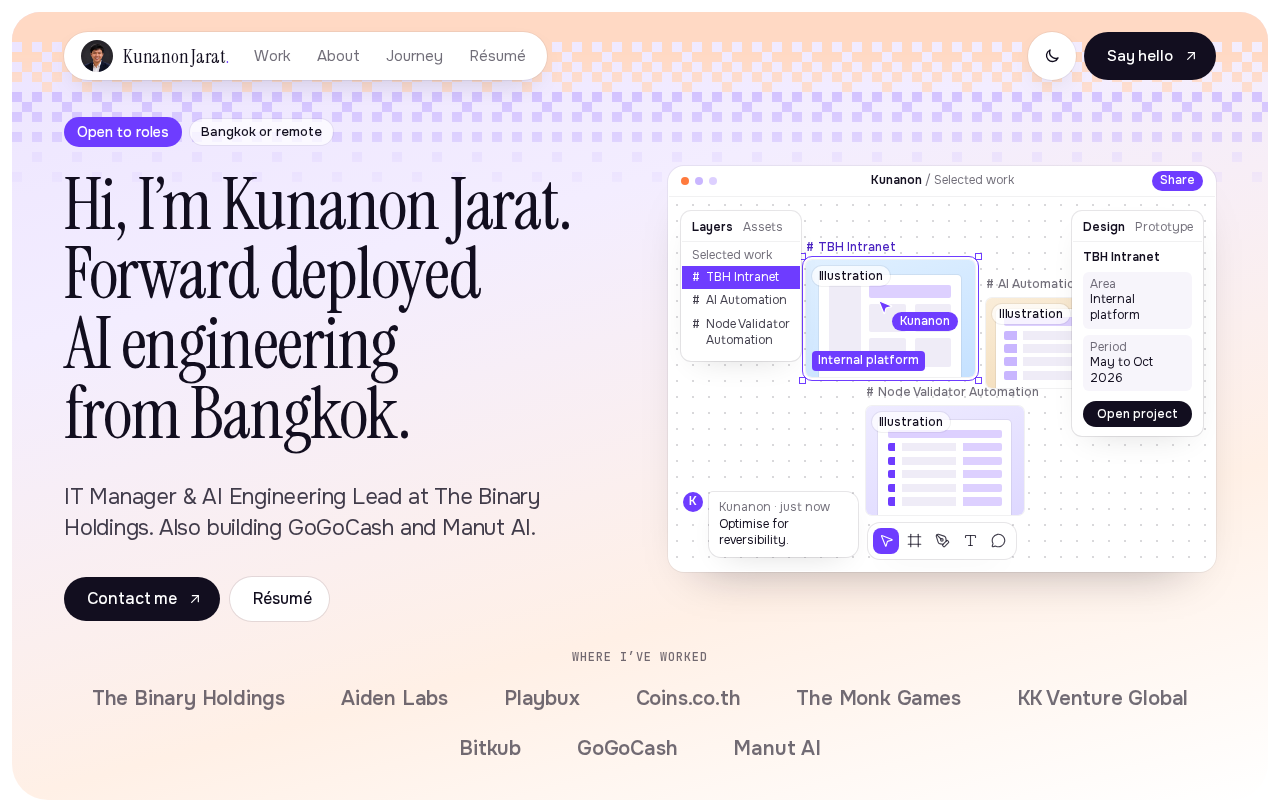 Kunanon Jarat.
Work
About
Journey
Résumé
Say hello
Open to roles
Bangkok or remote
Hi, I’m Kunanon Jarat.
Forward deployed
AI engineering
from Bangkok.
IT Manager & AI Engineering Lead at The Binary
Holdings. Also building GoGoCash and Manut AI.
Contact me
Résumé
Kunanon / Selected work
Share
Layers
Assets
Selected work
# TBH Intranet
# AI Automation
# Node Validator
Automation
# TBH Intranet
Illustration
Kunanon
Internal platform
# AI Automatio
Illustration
# Node Validator Automation
Illustration
Design
Prototype
TBH Intranet
Area
Internal
platform
Period
May to Oct
2026
Open project
K
Kunanon · just now
Optimise for
reversibility.
WHERE I’VE WORKED
The Binary Holdings
Aiden Labs
Playbux
Coins.co.th
The Monk Games
KK Venture Global
Bitkub
GoGoCash
Manut AI